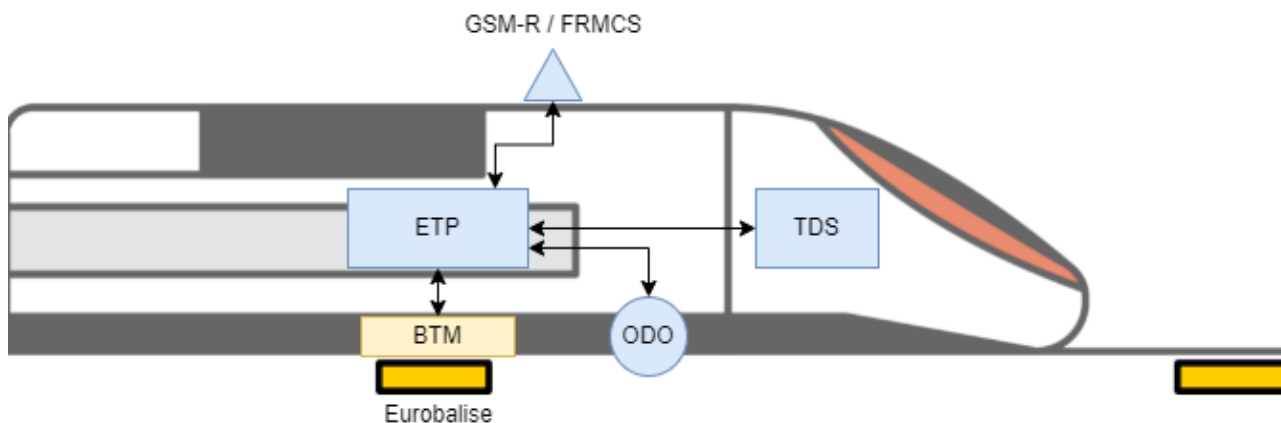 GSM-R / FRMCS
ETP
TDS
BTM
ODO
Eurobalise